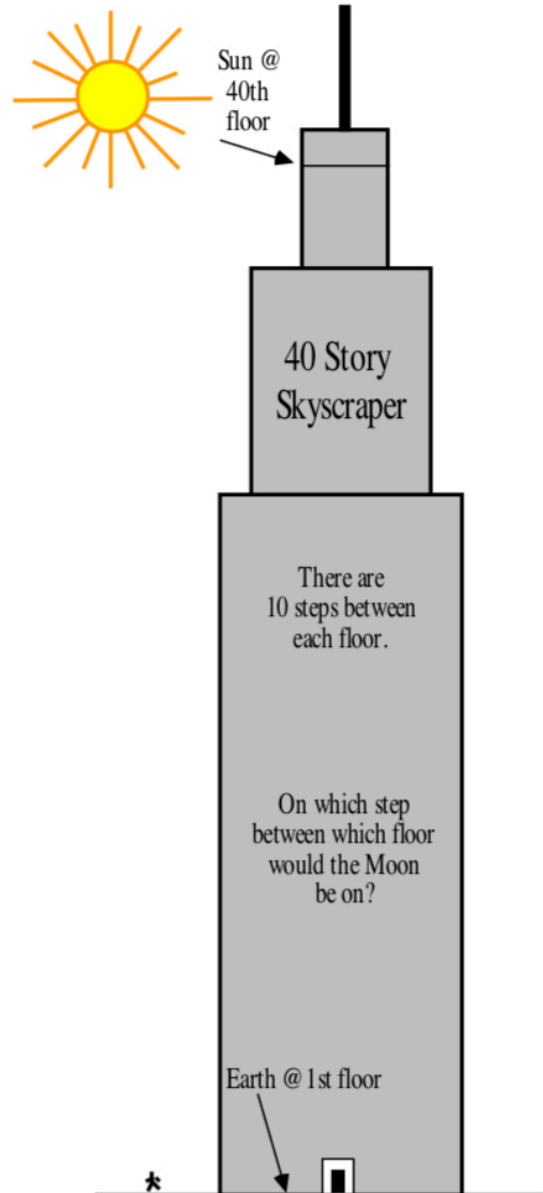 Sun @
40th
floor
40 Story
Skyscraper
There are
10 steps between
each floor.
On which step
between which floor
would the Moon
be on?
Earth @ 1st floor